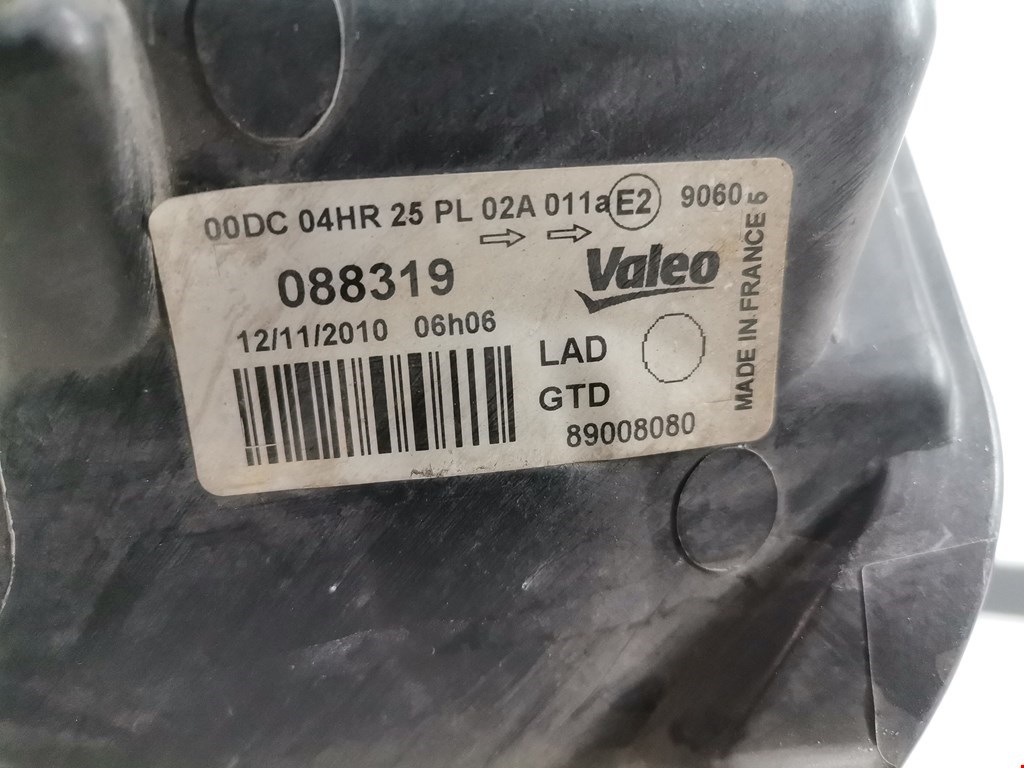 00DC 04HR 25 PL 02A 011a E2 9060
⇨ ⇨
088319
Valeo
12/11/2010 06h06
LAD
GTD
89008080
MADE IN FRANCE 5